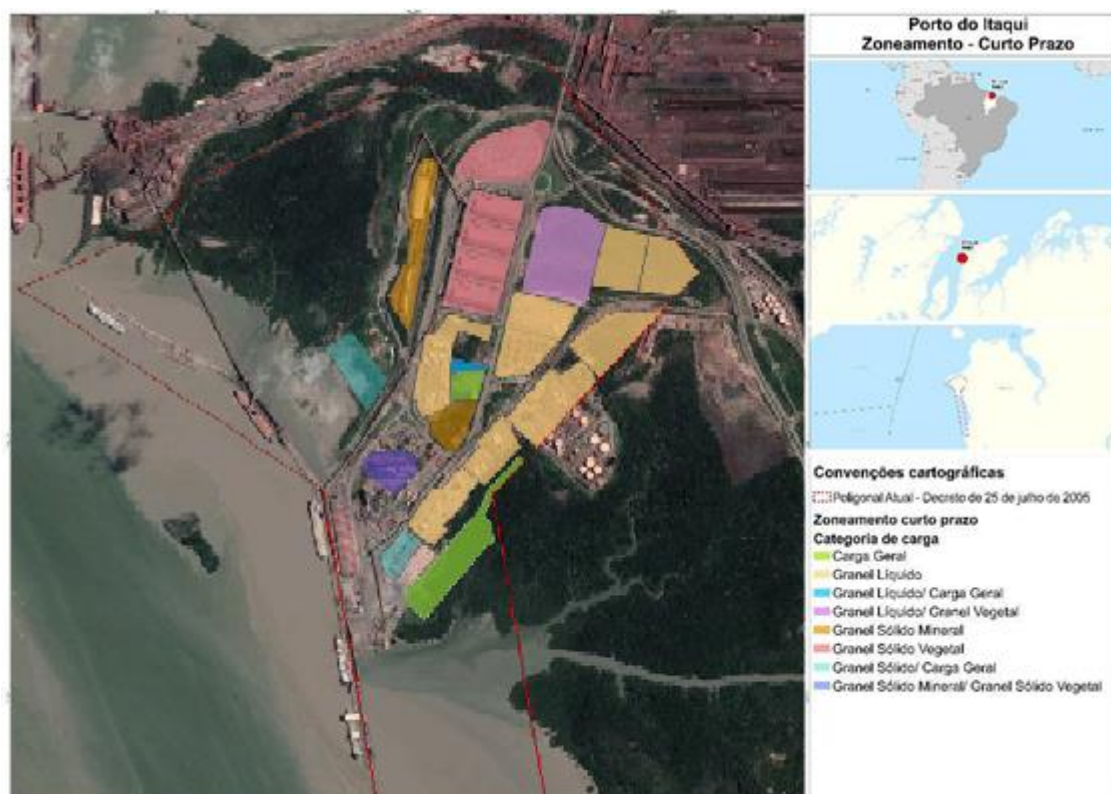 Porto do Itaqui
Zoneamento - Curto Prazo
Convenções cartográficas
Poligonal Atual - Decreto de 25 de julho de 2005
Zoneamento curto prazo
Categoria de carga
Carga Geral
Granel Líquido
Granel Líquido/ Carga Geral
Granel Líquido/ Granel Vegetal
Granel Sólido Mineral
Granel Sólido Vegetal
Granel Sólido/ Carga Geral
Granel Sólido Mineral/ Granel Sólido Vegetal